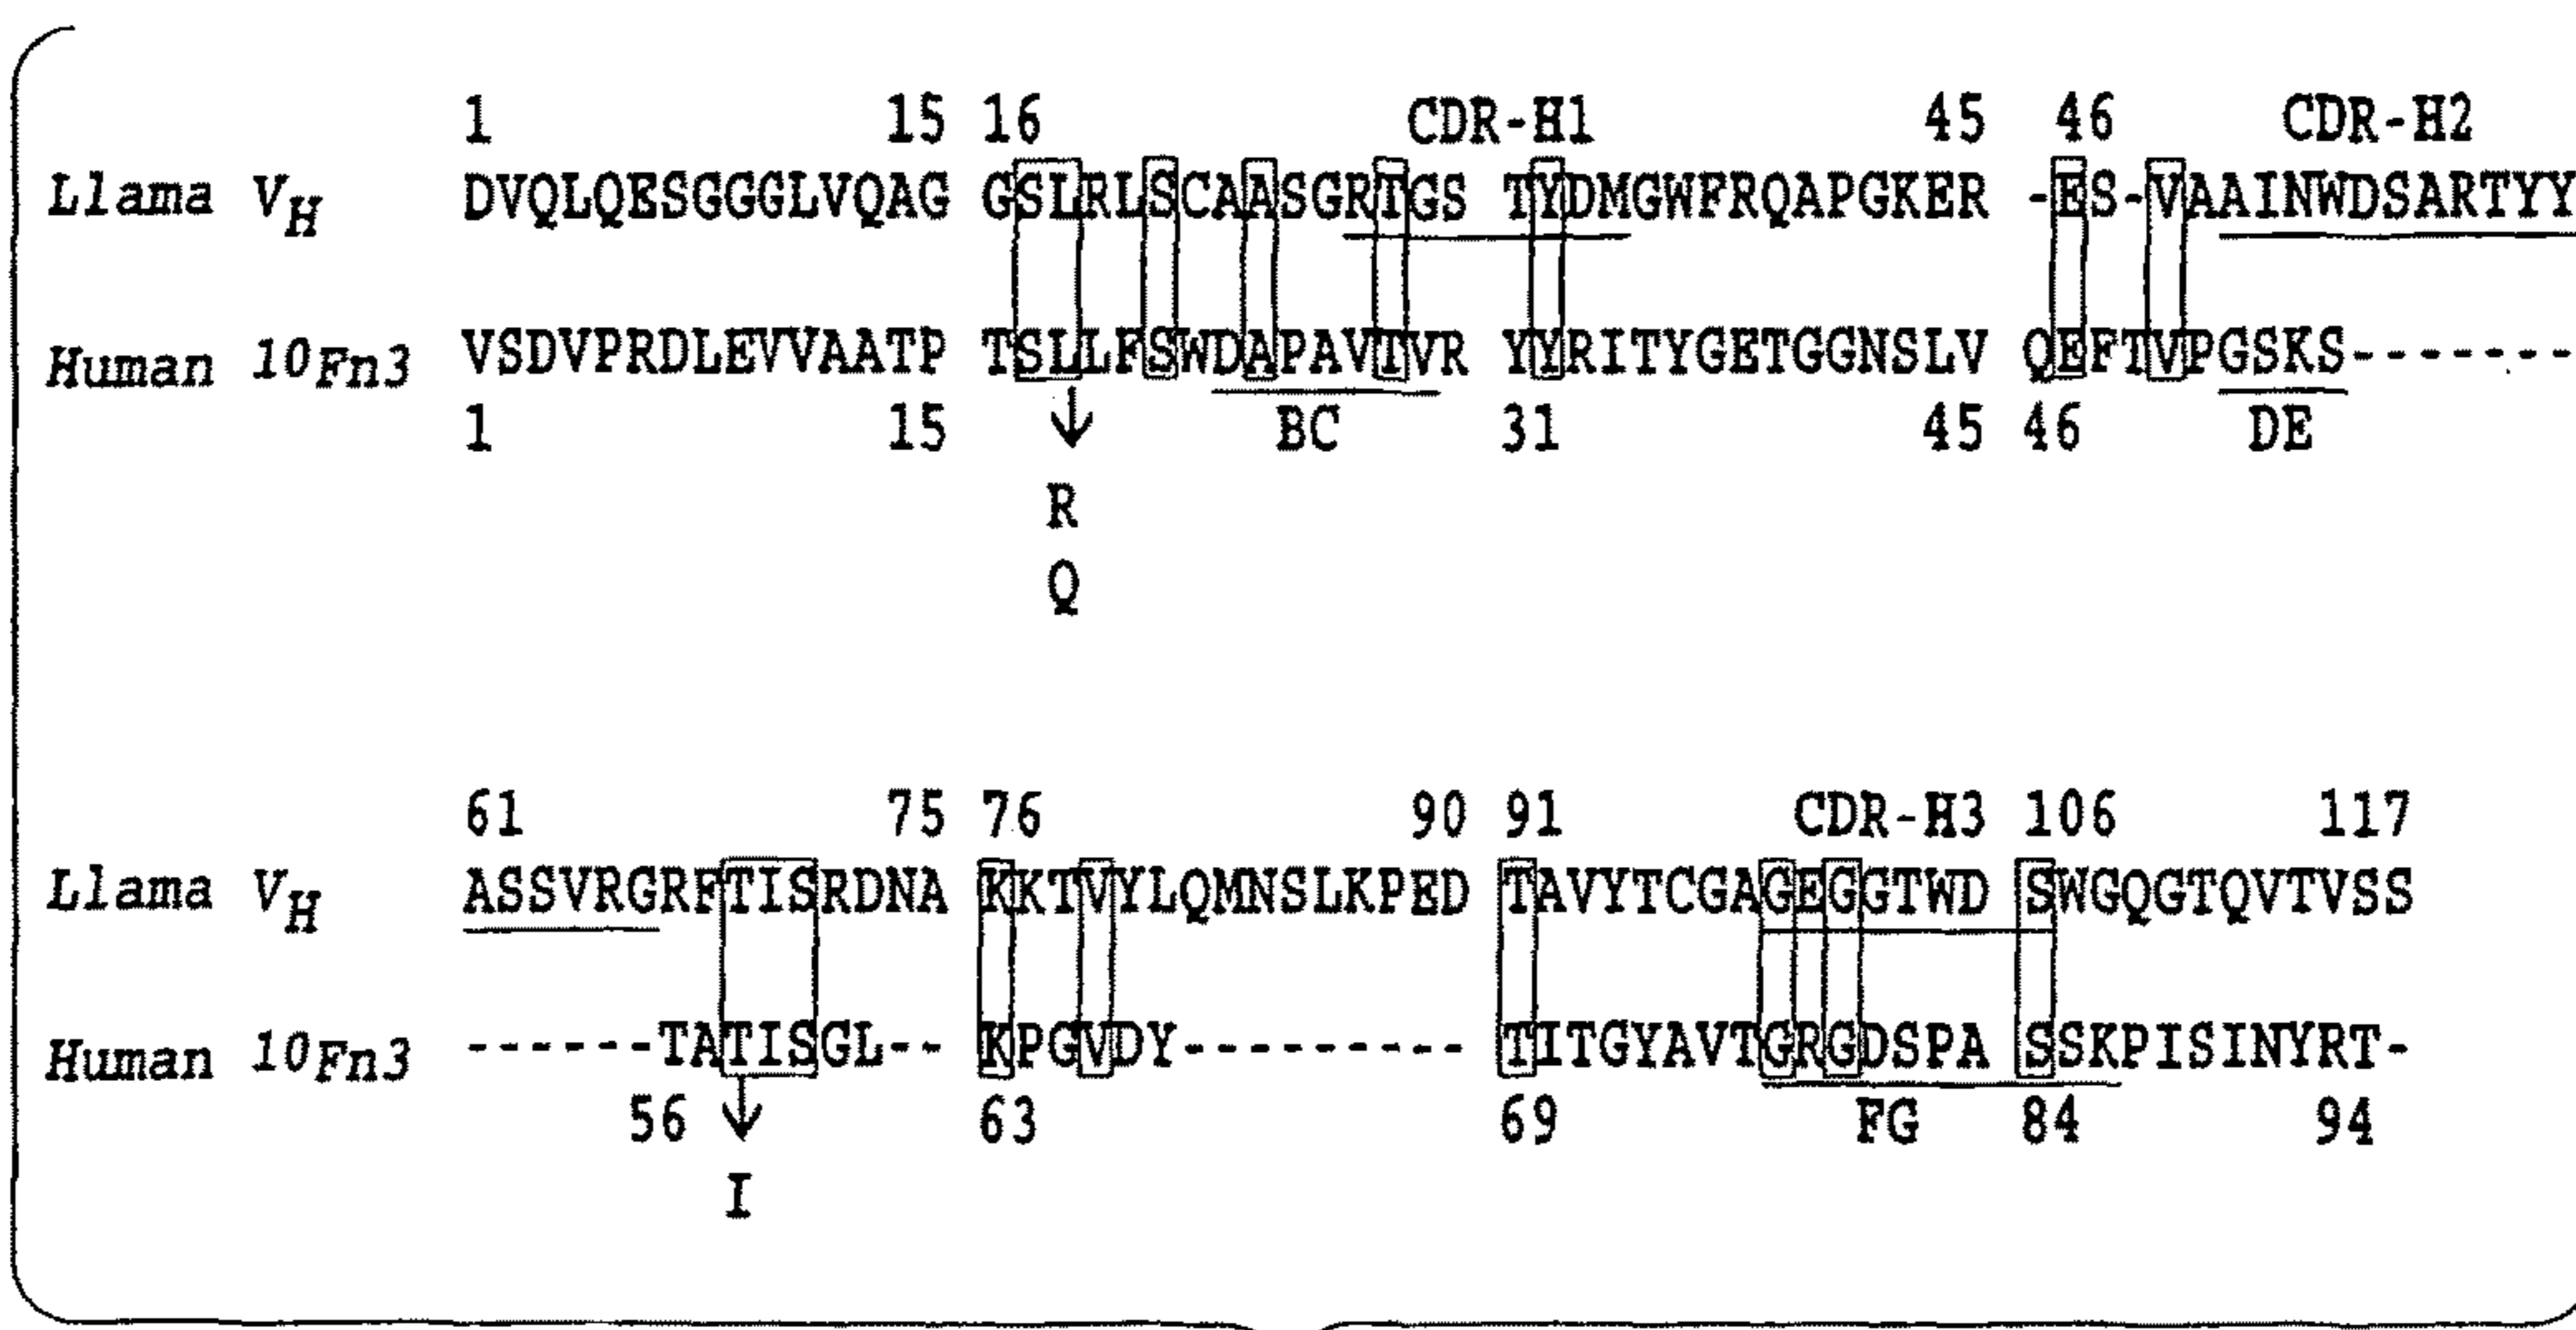 1 15 16 CDR-H1 45 46 CDR-H2
Llama VH DVQLQESGGGLVQAG GSLRLSCAASGRTGS TYDMGWFRQAPGKER -ES-VAAINWDSARTYY
Human 10Fn3 VSDVPRDLEVVAATP TSLLFSWDAPAVTVR YYRITYGETGGNSLV QEFTVPGSKS-------
1 15 BC 31 45 46 DE
R
Q
61 75 76 90 91 CDR-H3 106 117
Llama VH ASSVRGRFTISRDNA KKTVYLQMNSLKPED TAVYTCGAGEGGTWD SWGQGTQVTVSS
Human 10Fn3 ------TATISGL-- KPGVDY--------- TITGYAVTGRGDSPA SSKPISINYRT-
56 63 69 FG 84 94
I